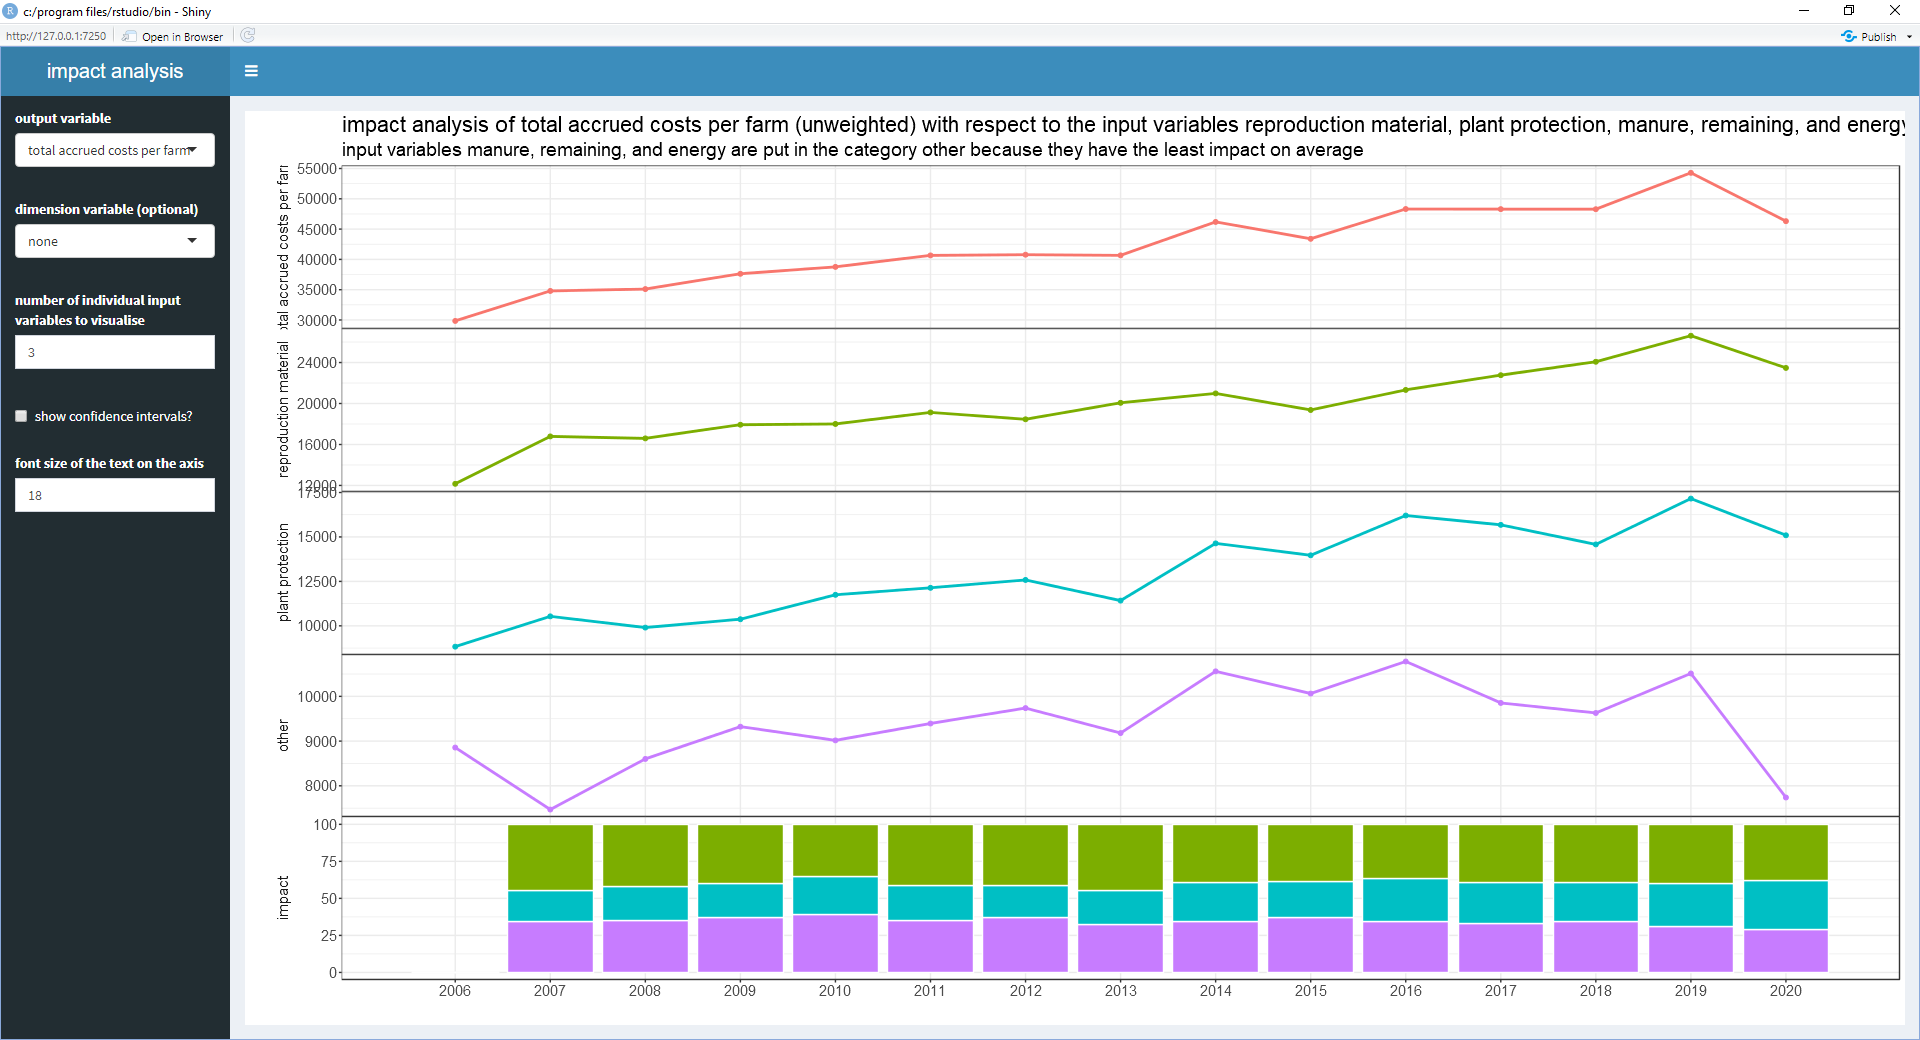 c:/program files/rstudio/bin - Shiny
http://127.0.0.1:7250 Open in Browser Publish
impact analysis
output variable
total accrued costs per farm
dimension variable (optional)
none
number of individual input
variables to visualise
3
show confidence intervals?
font size of the text on the axis
18
impact analysis of total accrued costs per farm (unweighted) with respect to the input variables reproduction material, plant protection, manure, remaining, and energy
input variables manure, remaining, and energy are put in the category other because they have the least impact on average
otal accrued costs per farm
55000
50000
45000
40000
35000
30000
reproduction material
24000
20000
16000
12000
plant protection
17500
15000
12500
10000
other
10000
9000
8000
impact
100
75
50
25
0
2006 2007 2008 2009 2010 2011 2012 2013 2014 2015 2016 2017 2018 2019 2020